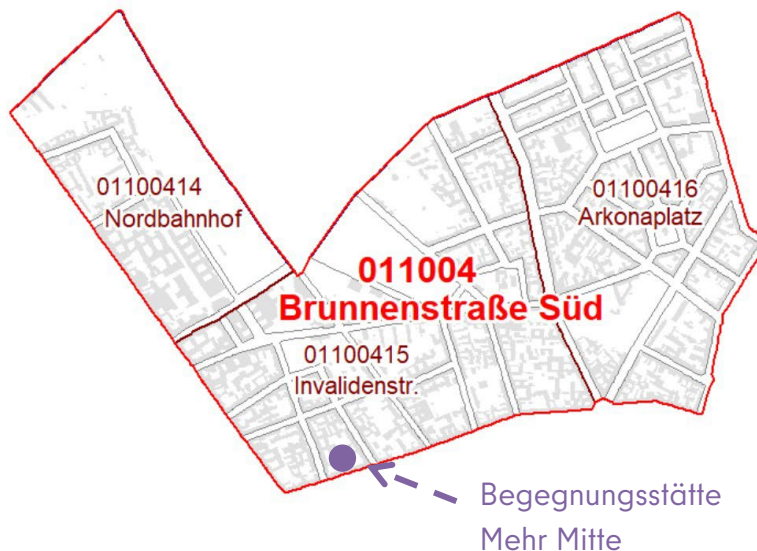 01100414
Nordbahnhof
01100416
Arkonaplatz
011004
Brunnenstraße Süd
01100415
Invalidenstr.
Begegnungsstätte
Mehr Mitte